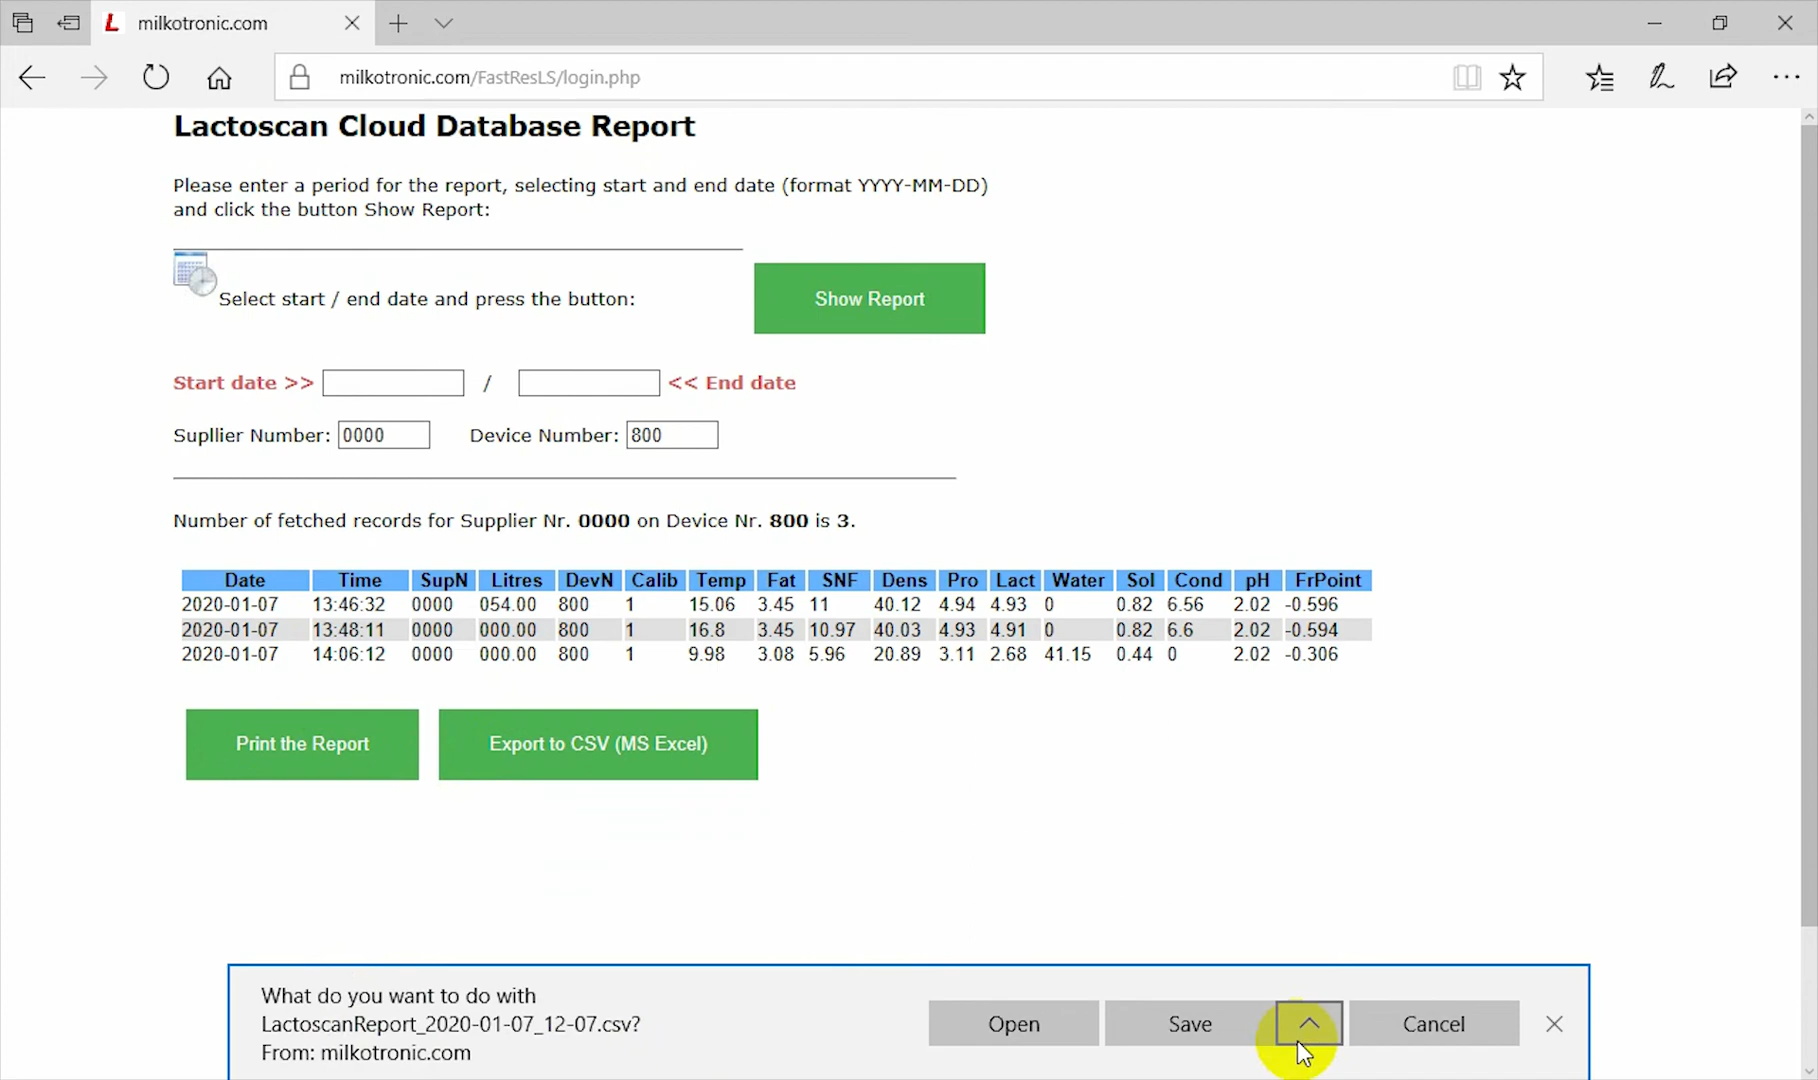 milkotronic.com
milkotronic.com/FastResLS/login.php
Lactoscan Cloud Database Report
Please enter a period for the report, selecting start and end date (format YYYY-MM-DD)
and click the button Show Report:
Select start / end date and press the button:
Show Report
Start date >> / << End date
Supllier Number: 0000 Device Number: 800
Number of fetched records for Supplier Nr. 0000 on Device Nr. 800 is 3.
Date Time SupN Litres DevN Calib Temp Fat SNF Dens Pro Lact Water Sol Cond pH FrPoint
2020-01-07 13:46:32 0000 054.00 800 1 15.06 3.45 11 40.12 4.94 4.93 0 0.82 6.56 2.02 -0.596
2020-01-07 13:48:11 0000 000.00 800 1 16.8 3.45 10.97 40.03 4.93 4.91 0 0.82 6.6 2.02 -0.594
2020-01-07 14:06:12 0000 000.00 800 1 9.98 3.08 5.96 20.89 3.11 2.68 41.15 0.44 0 2.02 -0.306
Print the Report Export to CSV (MS Excel)
What do you want to do with
LactoscanReport_2020-01-07_12-07.csv?
From: milkotronic.com
Open Save Cancel